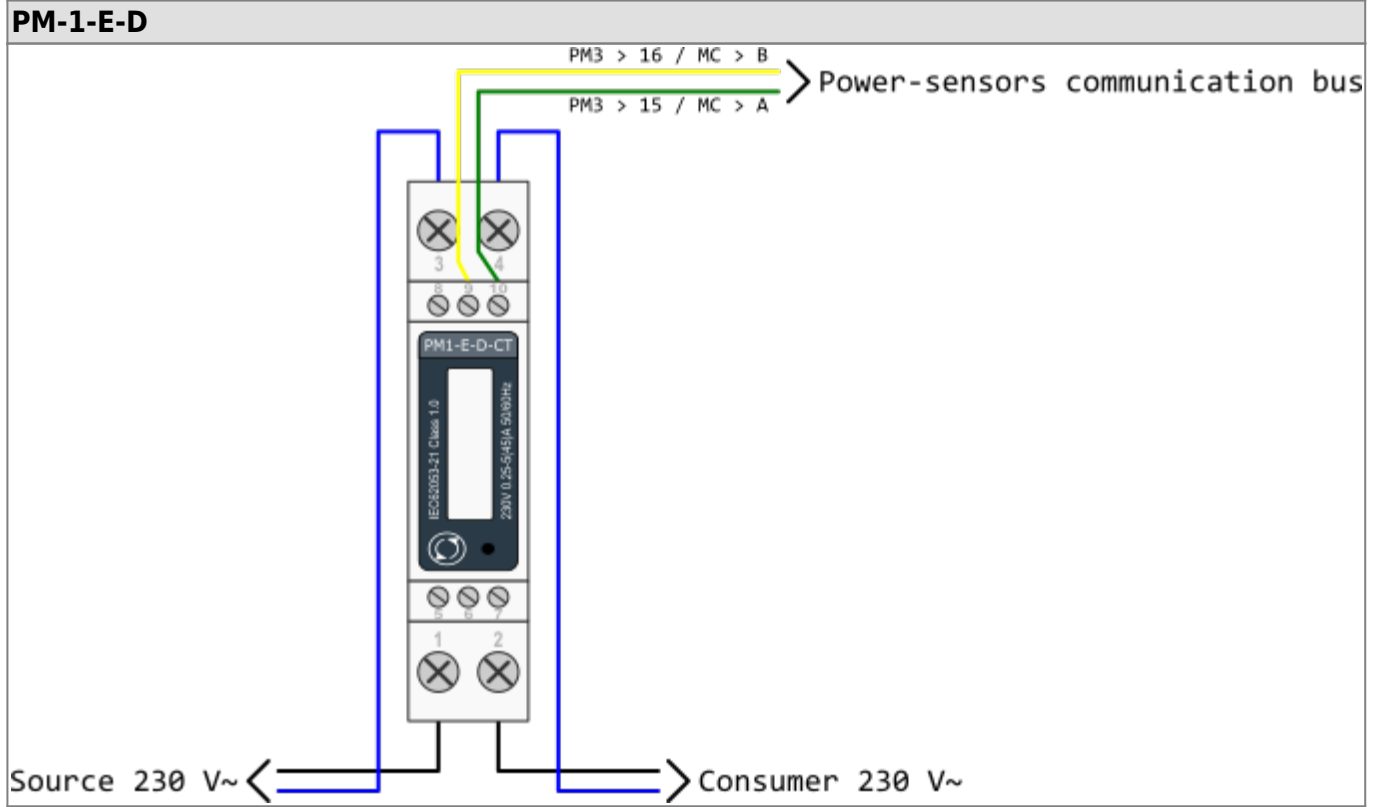 PM-1-E-D
PM3 > 16 / MC > B
Power-sensors communication bus
PM3 > 15 / MC > A
3 4
8 9 10
PM1-E-D-CT
IEC62053-21 Class 1.0
230V 0.25-5(45)A 50/60Hz
5 6 7
1 2
Source 230 V~
Consumer 230 V~